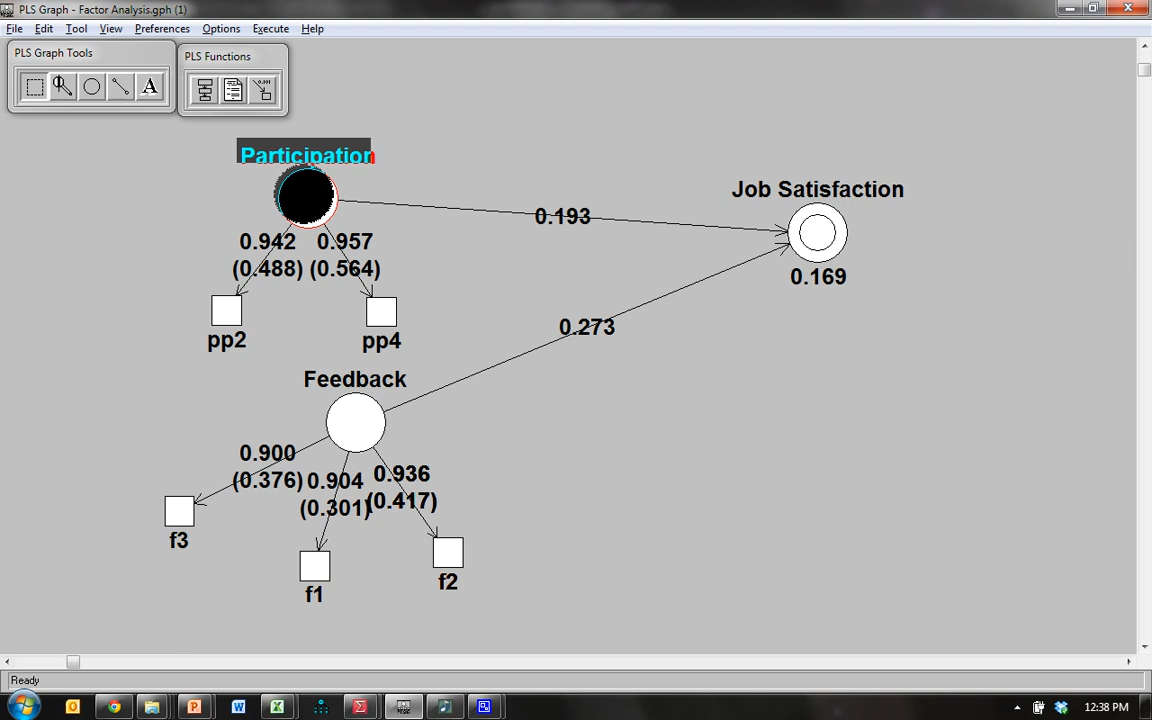 PLS Graph - Factor Analysis.gph (1)
File Edit Tool View Preferences Options Execute Help
PLS Graph Tools
PLS Functions
A
0.001
Participation
Job Satisfaction
0.193
0.942 0.957
(0.488) (0.564)
0.169
pp2 pp4
0.273
Feedback
0.900
(0.376)
0.904
(0.301)
0.936
(0.417)
f3
f1
f2
Ready
12:38 PM